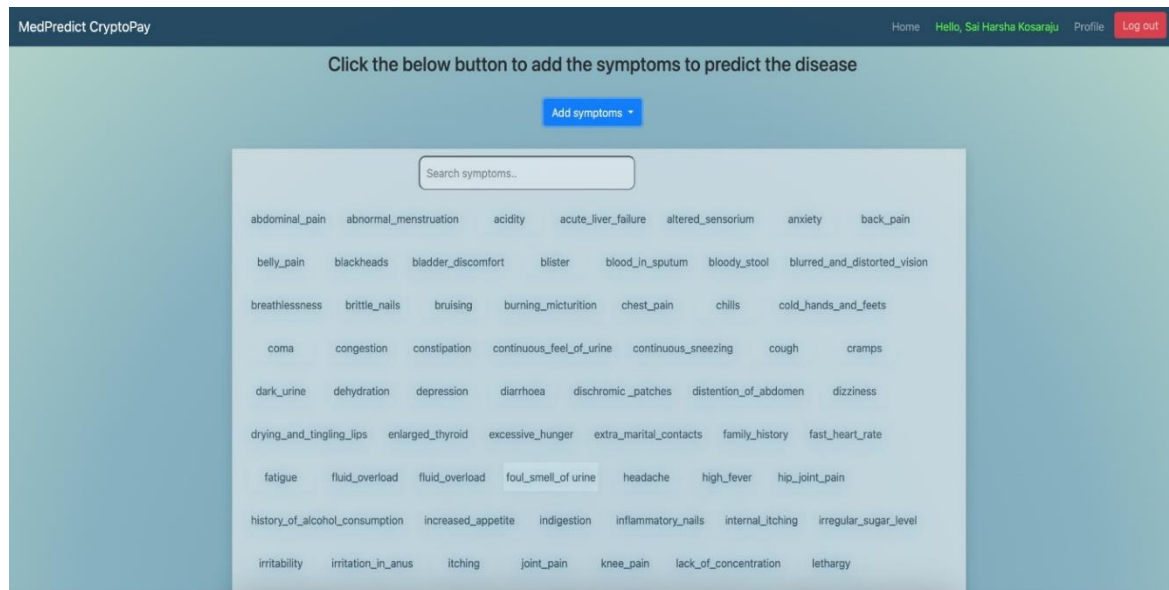 MedPredict CryptoPay Home Hello, Sai Harsha Kosaraju Profile Log out
Click the below button to add the symptoms to predict the disease
Add symptoms
Search symptoms..
abdominal_pain abnormal_menstruation acidity acute_liver_failure altered_sensorium anxiety back_pain
belly_pain blackheads bladder_discomfort blister blood_in_sputum bloody_stool blurred_and_distorted_vision
breathlessness brittle_nails bruising burning_micturition chest_pain chills cold_hands_and_feets
coma congestion constipation continuous_feel_of_urine continuous_sneezing cough cramps
dark_urine dehydration depression diarrhoea dischromic _patches distention_of_abdomen dizziness
drying_and_tingling_lips enlarged_thyroid excessive_hunger extra_marital_contacts family_history fast_heart_rate
fatigue fluid_overload fluid_overload foul_smell_of urine headache high_fever hip_joint_pain
history_of_alcohol_consumption increased_appetite indigestion inflammatory_nails internal_itching irregular_sugar_level
irritability irritation_in_anus itching joint_pain knee_pain lack_of_concentration lethargy